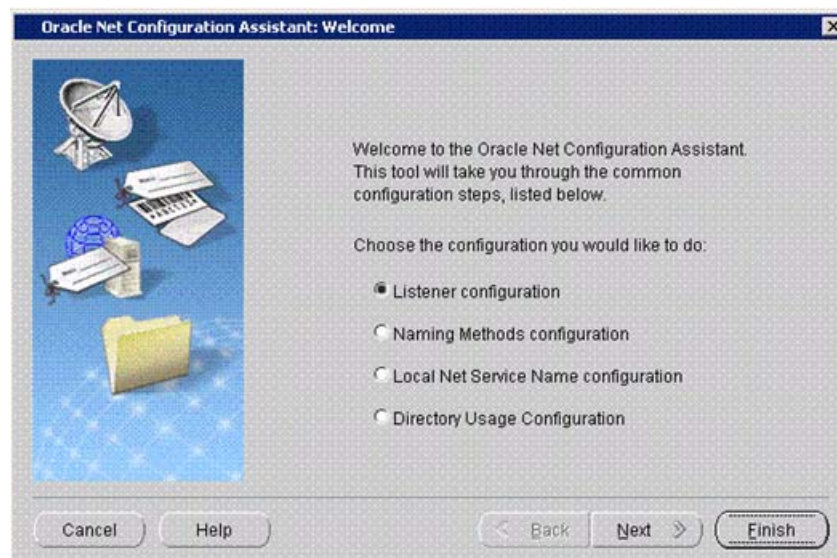 Oracle Net Configuration Assistant: Welcome
Welcome to the Oracle Net Configuration Assistant.
This tool will take you through the common
configuration steps, listed below.
Choose the configuration you would like to do:
Listener configuration
Naming Methods configuration
Local Net Service Name configuration
Directory Usage Configuration
Cancel
Help
Back
Next
Finish